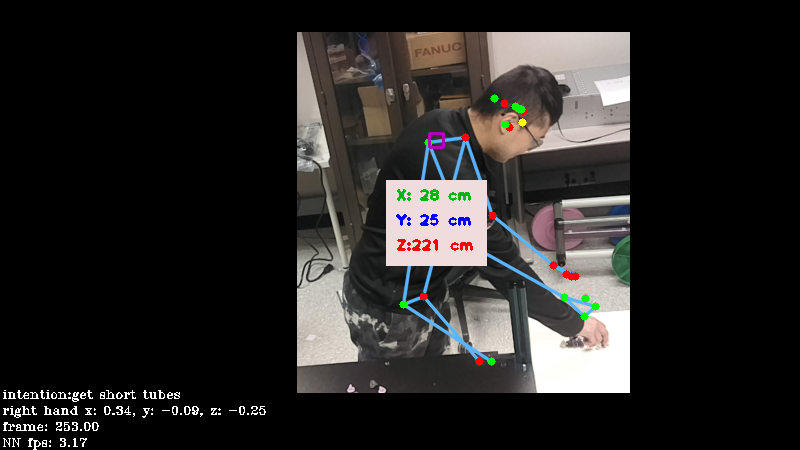 FANUC
X: 28 cm
Y: 25 cm
Z:221 cm
intention:get short tubes
right hand x: 0.34, y: -0.09, z: -0.25
frame: 253.00
NN fps: 3.17